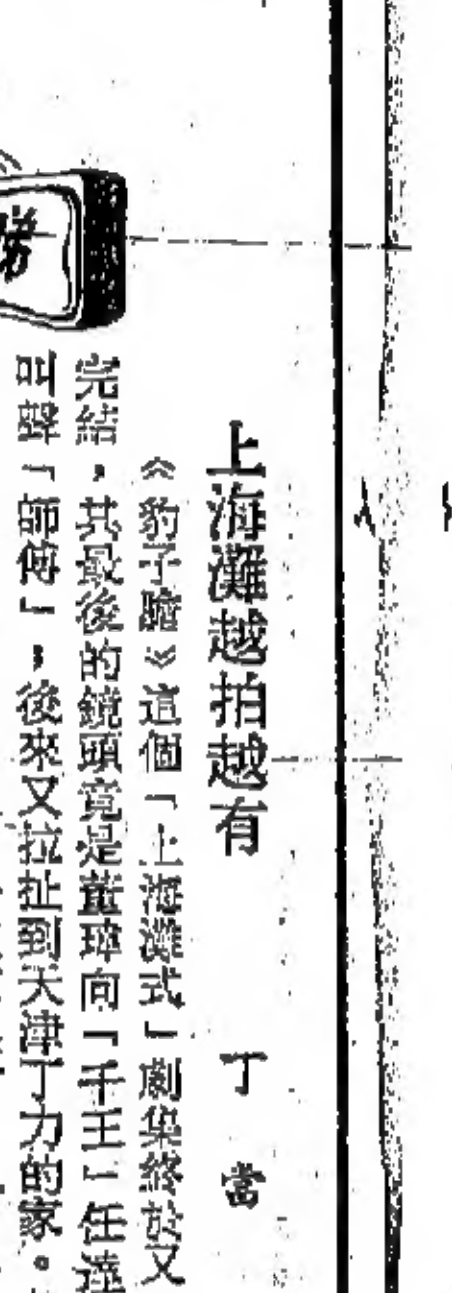 上海灘越拍越有
丁當
《豹子膽》這個「上海灘式」劇集終於又
完結，其最後的鏡頭竟是董瑋向「千王」任達
叫聲「師傅」，後來又拉扯到天津丁力的家。